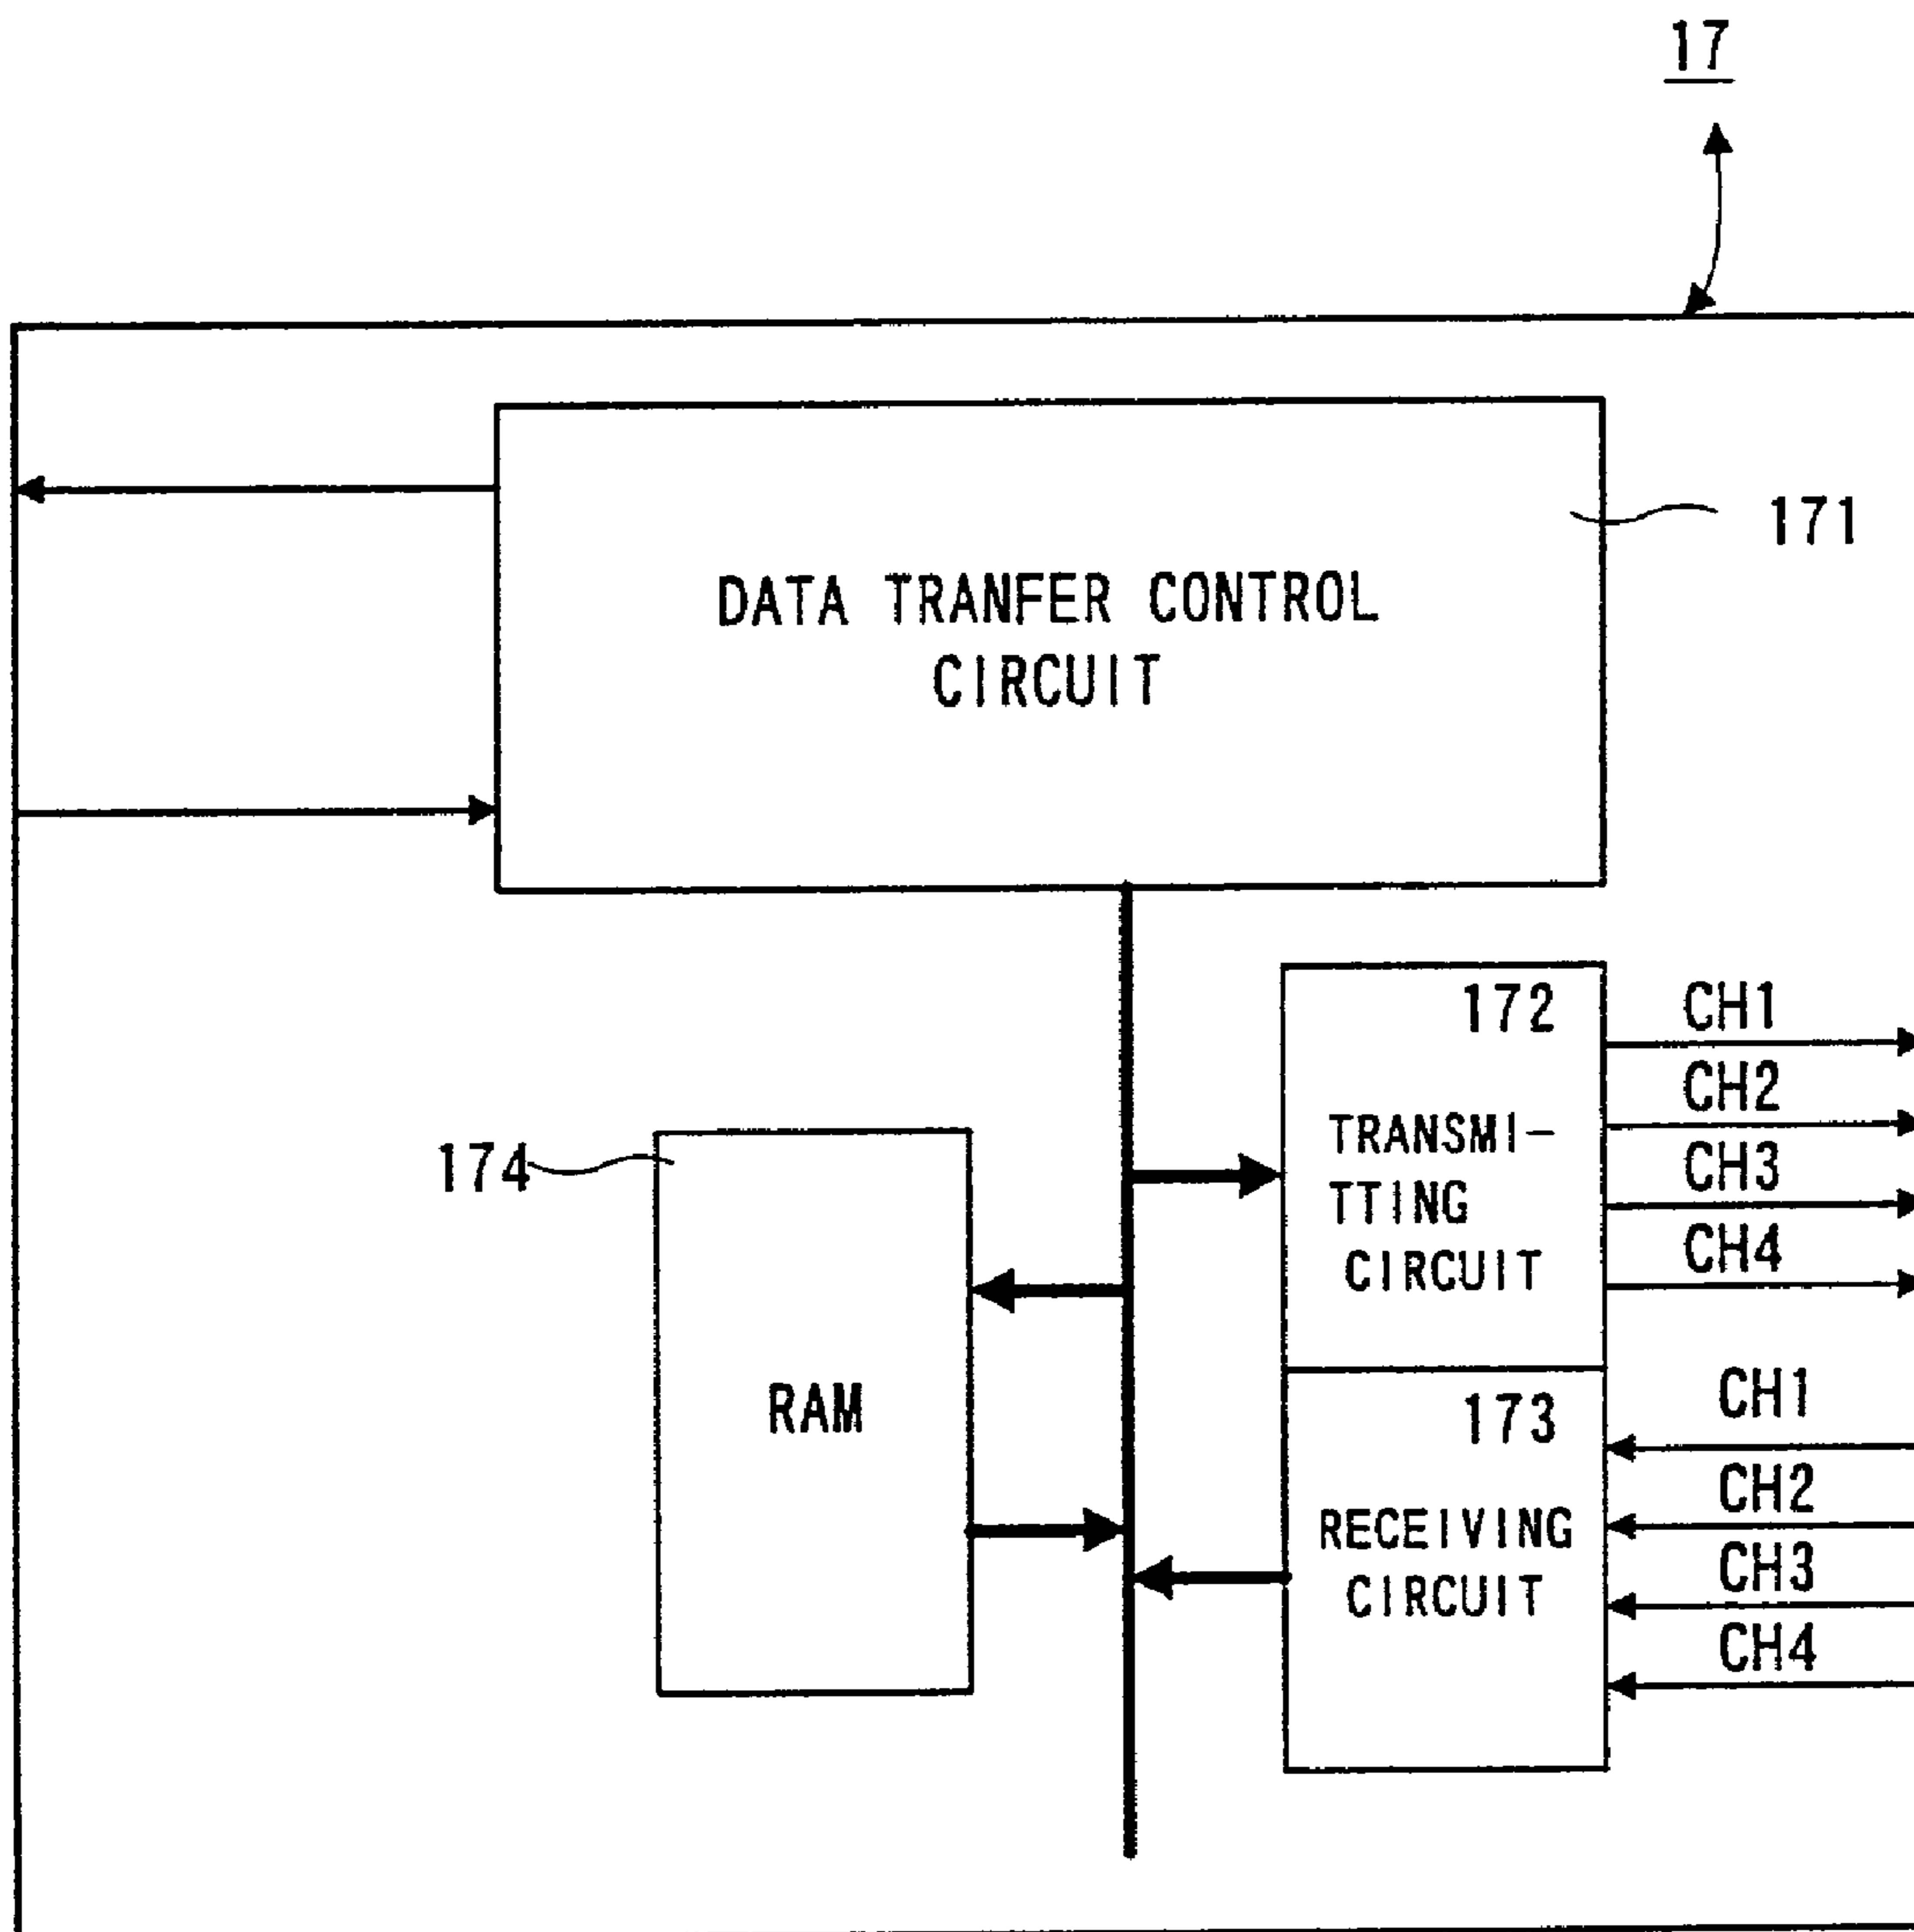 17
171
DATA TRANFER CONTROL
CIRCUIT
172
CH1
CH2
TRANSMI-
TTING
CIRCUIT
CH3
CH4
174
RAM
173
RECEIVING
CIRCUIT
CH1
CH2
CH3
CH4